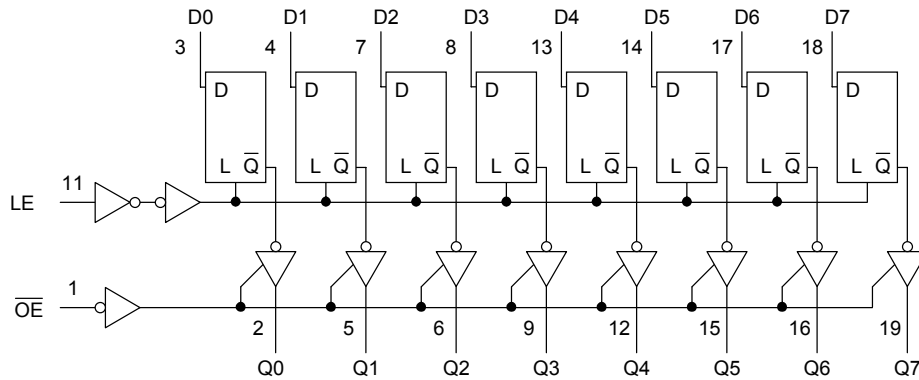 D0 D1 D2 D3 D4 D5 D6 D7
3 4 7 8 13 14 17 18
D D D D D D D D
L Q̅ L Q̅ L Q̅ L Q̅ L Q̅ L Q̅ L Q̅ L Q̅
11
LE
1
O̅E̅
2 5 6 9 12 15 16 19
Q0 Q1 Q2 Q3 Q4 Q5 Q6 Q7